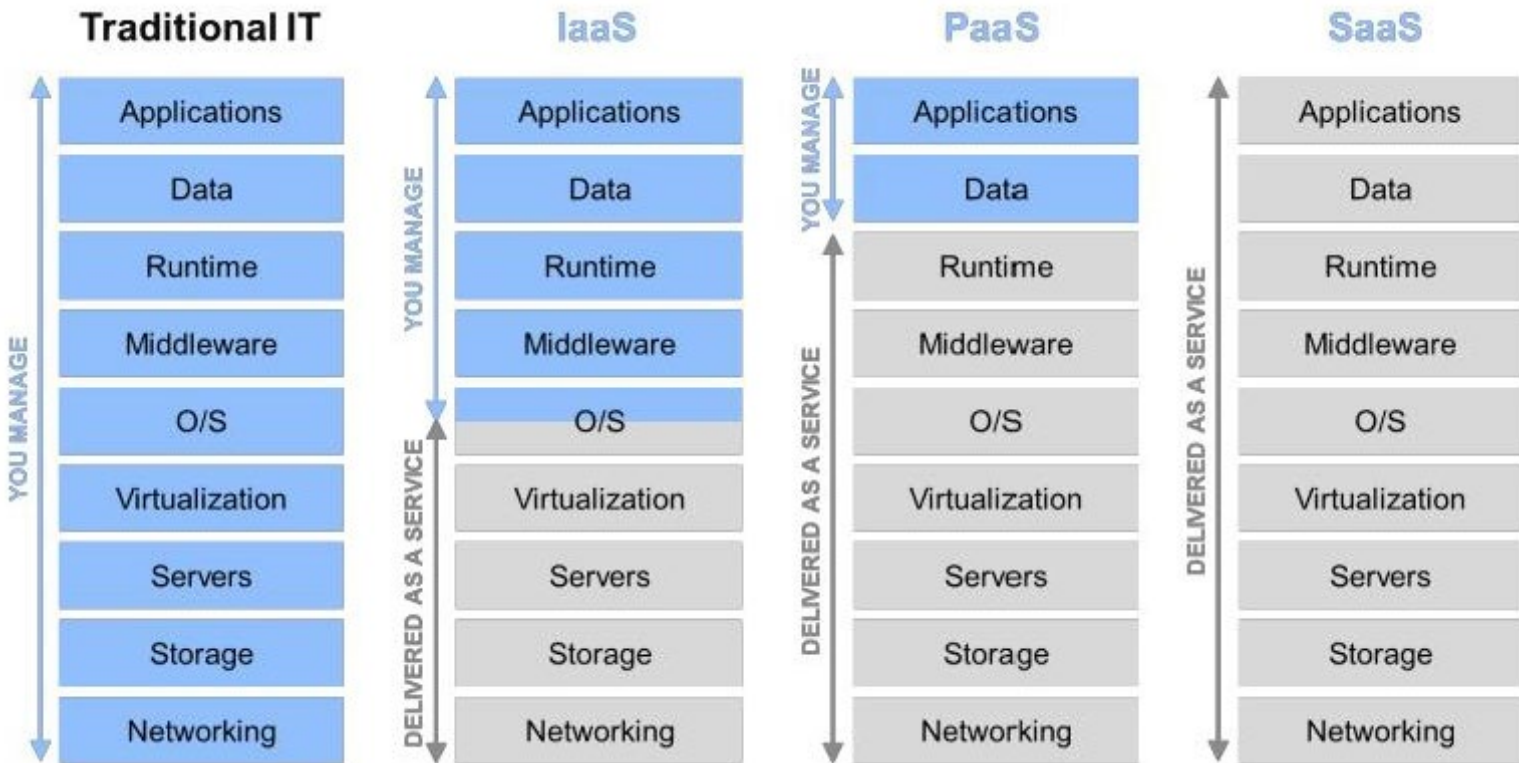 Traditional IT
IaaS
PaaS
SaaS
YOU MANAGE
Applications
Data
Runtime
Middleware
O/S
Virtualization
Servers
Storage
Networking
YOU MANAGE
DELIVERED AS A SERVICE
Applications
Data
Runtime
Middleware
O/S
Virtualization
Servers
Storage
Networking
YOU MANAGE
DELIVERED AS A SERVICE
Applications
Data
Runtime
Middleware
O/S
Virtualization
Servers
Storage
Networking
DELIVERED AS A SERVICE
Applications
Data
Runtime
Middleware
O/S
Virtualization
Servers
Storage
Networking